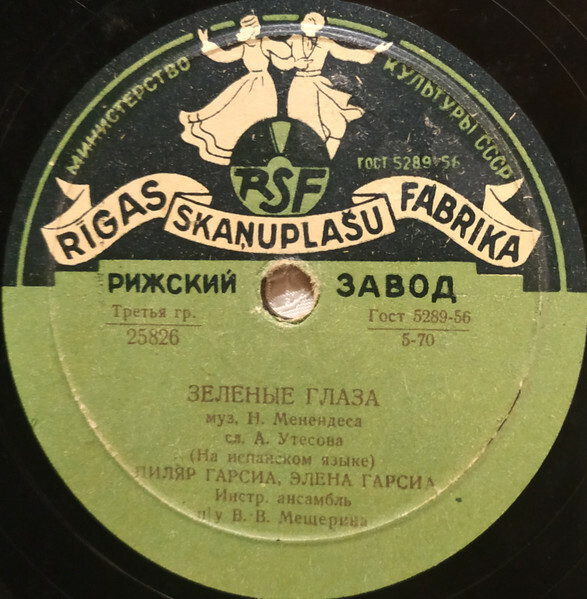 МИНИСТЕРСТВО КУЛЬТУРЫ СССР
ГОСТ 5289-56
RSF
RIGAS SKAŅUPLAŠU FABRIKA
РИЖСКИЙ ЗАВОД
Третья гр. Гост 5289-56
25826 5-70
ЗЕЛЕНЫЕ ГЛАЗА
муз. Н. Менендеса
сл. А. Утесова
(На испанском языке)
ПИЛЯР ГАРСИА, ЭЛЕНА ГАРСИА
Инстр. ансамбль
п/у В. В. Мещерина